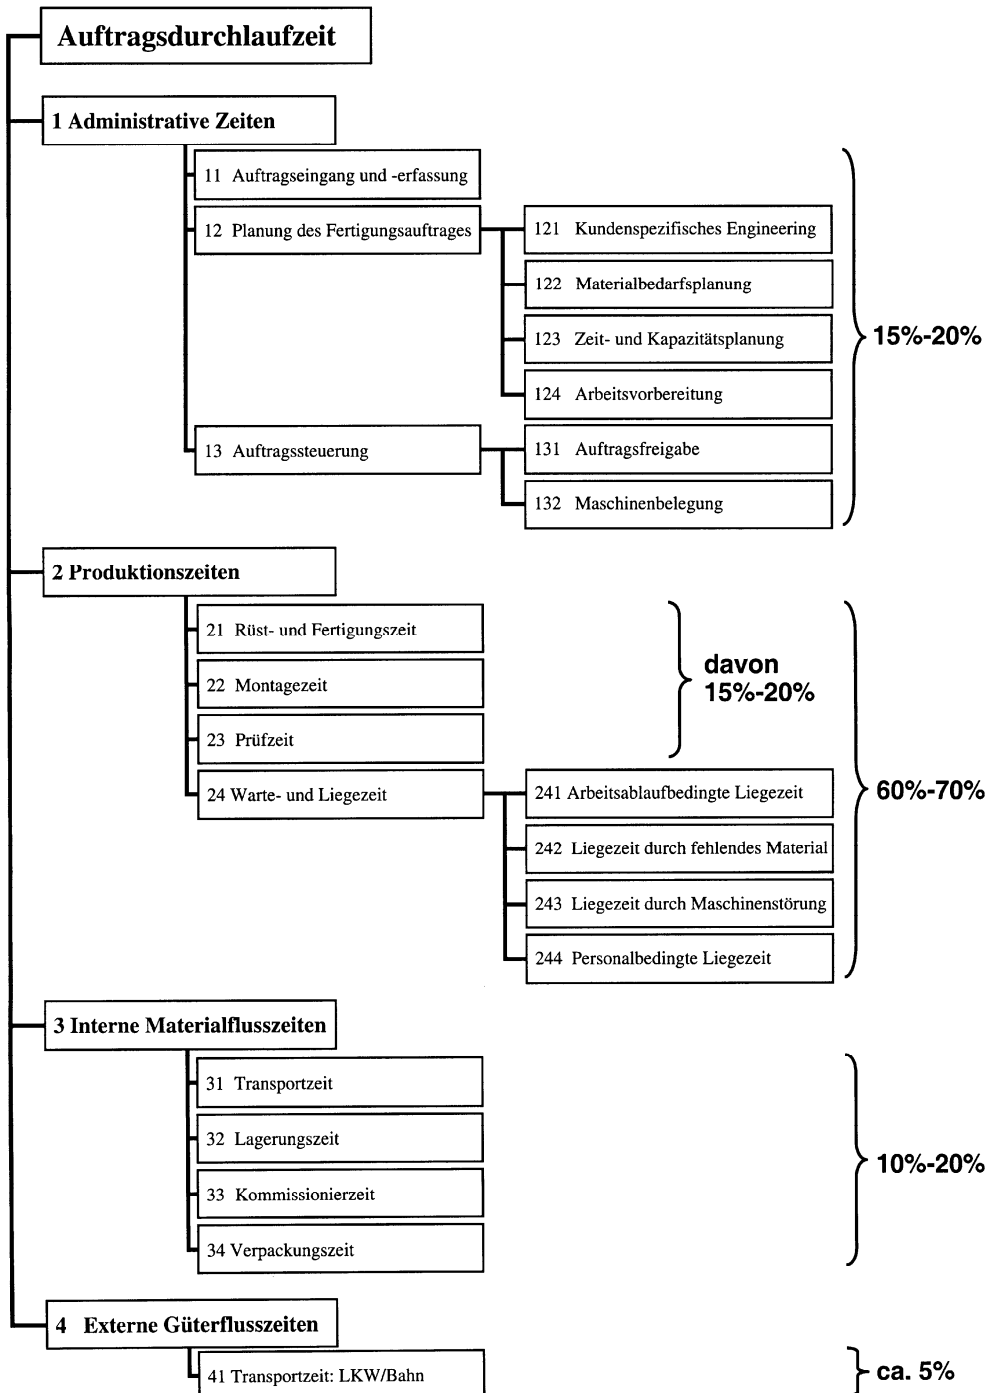 Auftragsdurchlaufzeit
1 Administrative Zeiten
11 Auftragseingang und -erfassung
12 Planung des Fertigungsauftrages
121 Kundenspezifisches Engineering
122 Materialbedarfsplanung
123 Zeit- und Kapazitätsplanung
124 Arbeitsvorbereitung
15%-20%
13 Auftragssteuerung
131 Auftragsfreigabe
132 Maschinenbelegung
2 Produktionszeiten
21 Rüst- und Fertigungszeit
22 Montagezeit
23 Prüfzeit
davon
15%-20%
24 Warte- und Liegezeit
241 Arbeitsablaufbedingte Liegezeit
242 Liegezeit durch fehlendes Material
243 Liegezeit durch Maschinenstörung
244 Personalbedingte Liegezeit
60%-70%
3 Interne Materialflusszeiten
31 Transportzeit
32 Lagerungszeit
33 Kommissionierzeit
34 Verpackungszeit
10%-20%
4 Externe Güterflusszeiten
41 Transportzeit: LKW/Bahn
ca. 5%